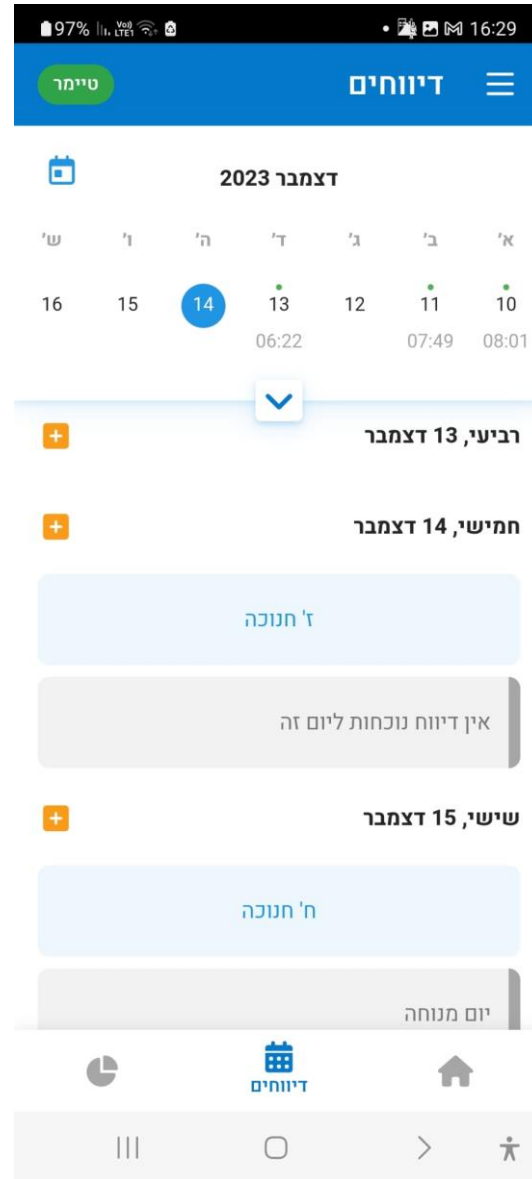 97% Vo) LTE1 16:29
דיווחים טיימר
דצמבר 2023
א' ב' ג' ד' ה' ו' ש'
10 11 12 13 14 15 16
08:01 07:49 06:22
רביעי, 13 דצמבר
חמישי, 14 דצמבר
ז' חנוכה
אין דיווח נוכחות ליום זה
שישי, 15 דצמבר
ח' חנוכה
יום מנוחה
דיווחים